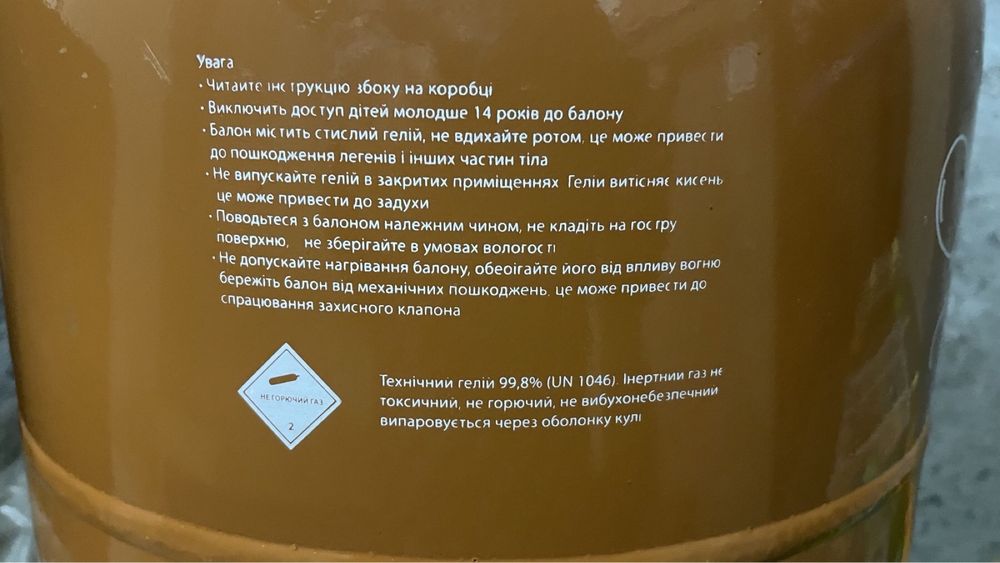 Увага
· Читайте інструкцію збоку на коробці
· Виключить доступ дітей молодше 14 років до балону
· Балон містить стислий гелій, не вдихайте ротом, це може привести
до пошкодження легенів і інших частин тіла
· Не випускайте гелій в закритих приміщеннях Гелій витісняє кисень
це може привести до задухи
· Поводьтеся з балоном належним чином, не кладіть на гостру
поверхню, не зберігайте в умовах вологості
· Не допускайте нагрівання балону, оберігайте його від впливу вогню
бережіть балон від механічних пошкоджень, це може привести до
спрацювання захисного клапона
НЕ ГОРЮЧИЙ ГАЗ
2
Технічний гелій 99,8% (UN 1046). Інертний газ не
токсичний, не горючий, не вибухонебезпечний
випаровується через оболонку кулі